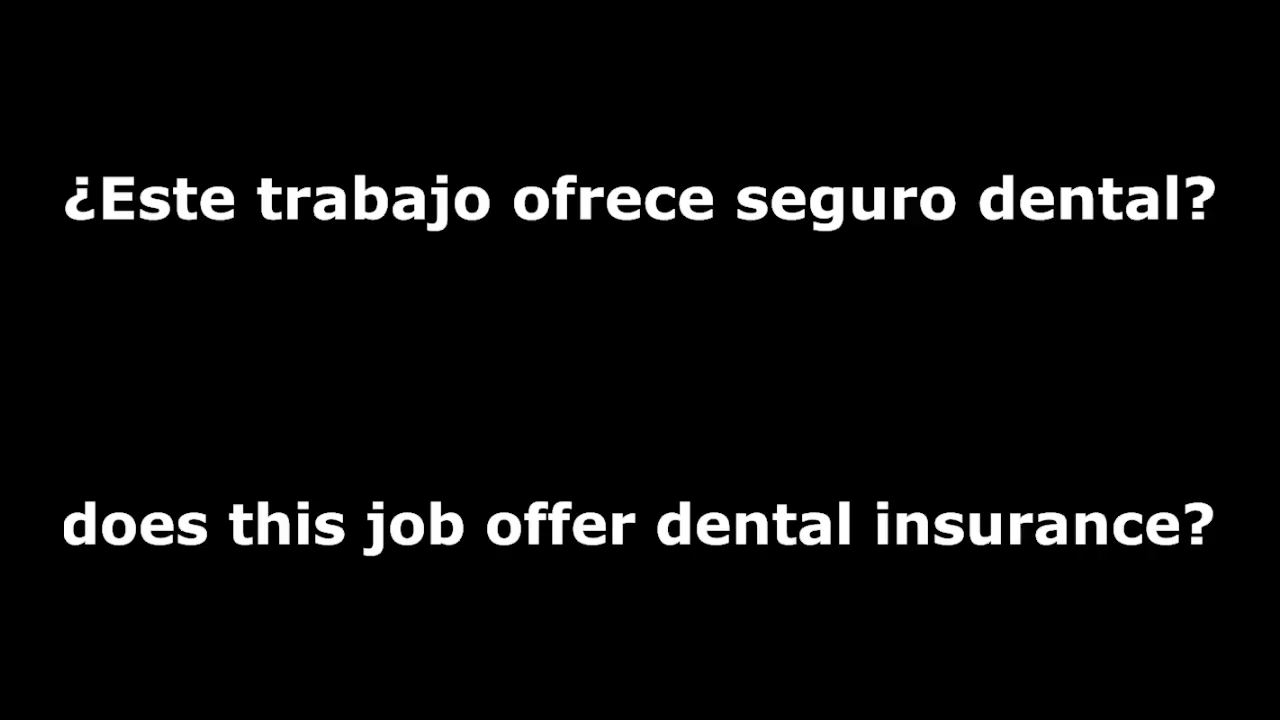 ¿Este trabajo ofrece seguro dental?
does this job offer dental insurance?